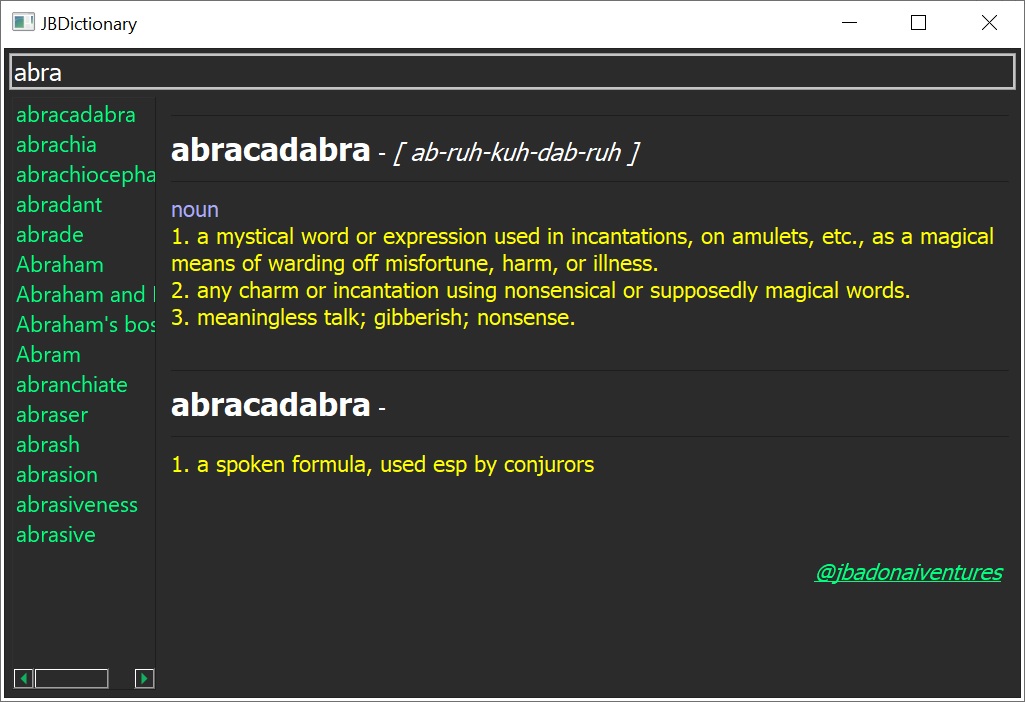 JBDictionary
abra
abracadabra
abrachia
abrachiocepha
abradant
abrade
Abraham
Abraham and
Abraham's bos
Abram
abranchiate
abraser
abrash
abrasion
abrasiveness
abrasive
abracadabra - [ ab-ruh-kuh-dab-ruh ]
noun
1. a mystical word or expression used in incantations, on amulets, etc., as a magical
means of warding off misfortune, harm, or illness.
2. any charm or incantation using nonsensical or supposedly magical words.
3. meaningless talk; gibberish; nonsense.
abracadabra -
1. a spoken formula, used esp by conjurors
@jbadonaiventures